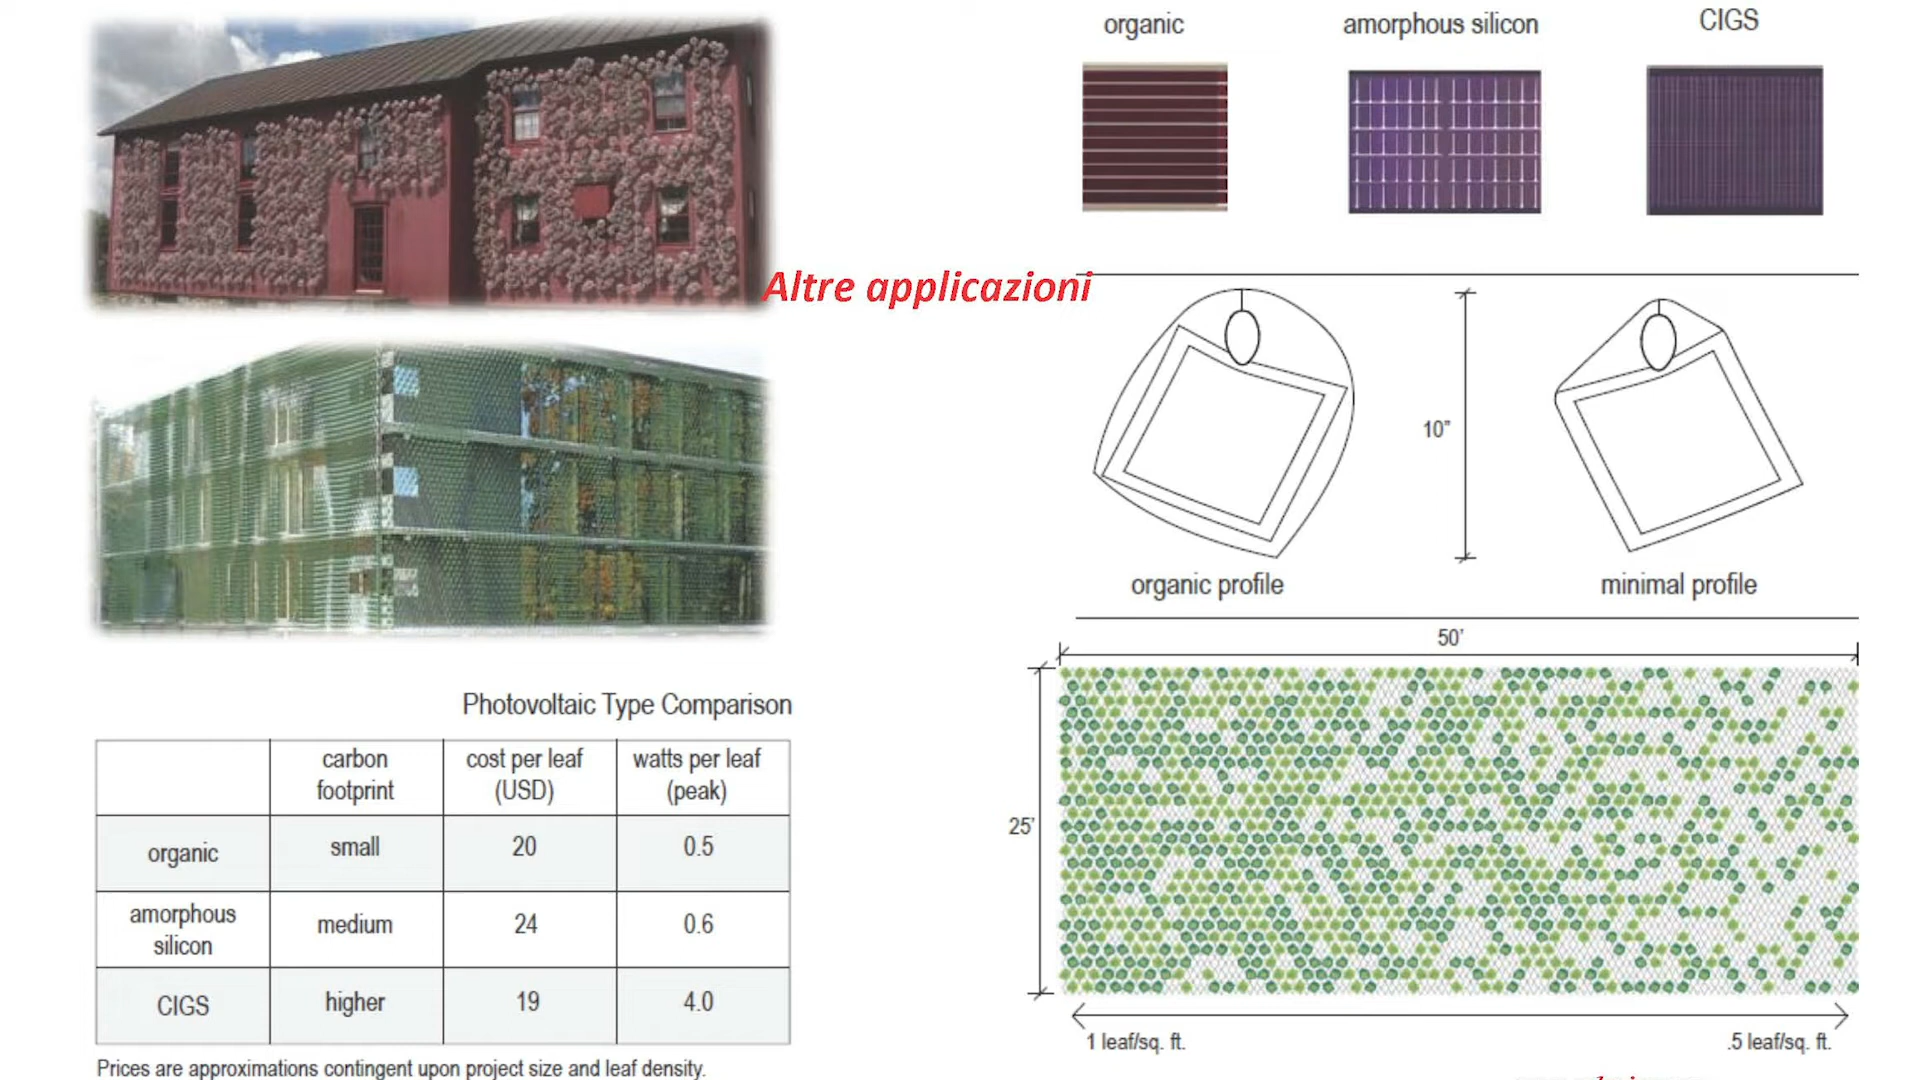 organic
amorphous silicon
CIGS
Altre applicazioni
10"
organic profile
minimal profile
50'
25'
1 leaf/sq. ft.
.5 leaf/sq. ft.
Photovoltaic Type Comparison
carbon footprint
cost per leaf (USD)
watts per leaf (peak)
organic
small
20
0.5
amorphous silicon
medium
24
0.6
CIGS
higher
19
4.0
Prices are approximations contingent upon project size and leaf density.